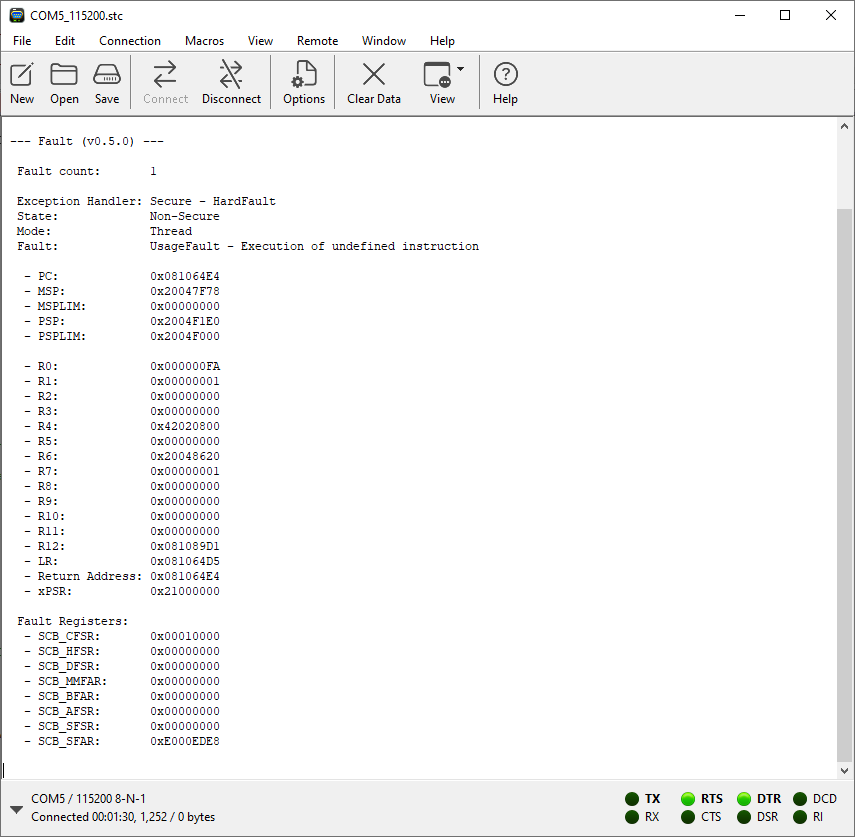 COM5_115200.stc
File Edit Connection Macros View Remote Window Help
New Open Save Connect Disconnect Options Clear Data View Help
--- Fault (v0.5.0) ---
Fault count: 1
Exception Handler: Secure - HardFault
State: Non-Secure
Mode: Thread
Fault: UsageFault - Execution of undefined instruction
- PC: 0x081064E4
- MSP: 0x20047F78
- MSPLIM: 0x00000000
- PSP: 0x2004F1E0
- PSPLIM: 0x2004F000
- R0: 0x000000FA
- R1: 0x00000001
- R2: 0x00000000
- R3: 0x00000000
- R4: 0x42020800
- R5: 0x00000000
- R6: 0x20048620
- R7: 0x00000001
- R8: 0x00000000
- R9: 0x00000000
- R10: 0x00000000
- R11: 0x00000000
- R12: 0x081089D1
- LR: 0x081064D5
- Return Address: 0x081064E4
- xPSR: 0x21000000
Fault Registers:
- SCB_CFSR: 0x00010000
- SCB_HFSR: 0x00000000
- SCB_DFSR: 0x00000000
- SCB_MMFAR: 0x00000000
- SCB_BFAR: 0x00000000
- SCB_AFSR: 0x00000000
- SCB_SFSR: 0x00000000
- SCB_SFAR: 0xE000EDE8
COM5 / 115200 8-N-1 TX RTS DTR DCD
Connected 00:01:30, 1,252 / 0 bytes RX CTS DSR RI